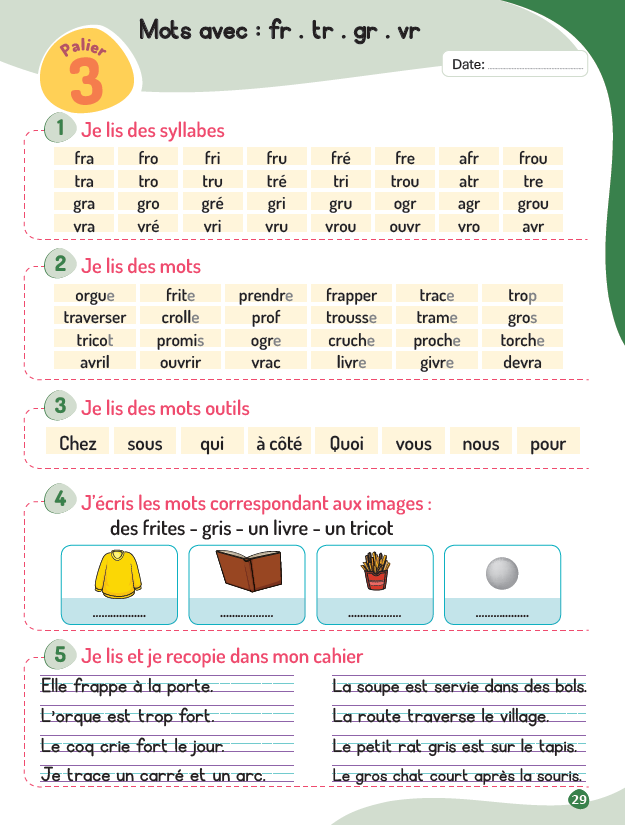 Mots avec : fr . tr . gr . vr
Palier
3
Date: ........................................
1 Je lis des syllabes
fra fro fri fru fré fre afr frou
tra tro tru tré tri trou atr tre
gra gro gré gri gru ogr agr grou
vra vré vri vru vrou ouvr vro avr
2 Je lis des mots
orgue frite prendre frapper trace trop
traverser crolle prof trousse trame gros
tricot promis ogre cruche proche torche
avril ouvrir vrac livre givre devra
3 Je lis des mots outils
Chez sous qui à côté Quoi vous nous pour
4 J'écris les mots correspondant aux images :
des frites - gris - un livre - un tricot
.................. .................. .................. ..................
5 Je lis et je recopie dans mon cahier
Elle frappe à la porte.
L'orque est trop fort.
Le coq crie fort le jour.
Je trace un carré et un arc.
La soupe est servie dans des bols.
La route traverse le village.
Le petit rat gris est sur le tapis.
Le gros chat court après la souris.
29